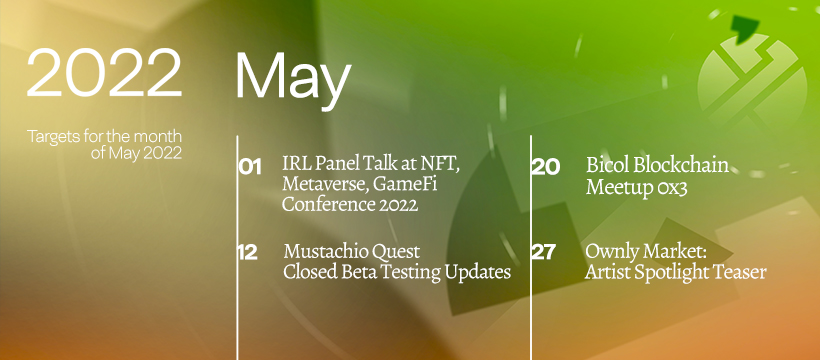 2022
May
Targets for the month
of May 2022
01
IRL Panel Talk at NFT,
Metaverse, GameFi
Conference 2022
12
Mustachio Quest
Closed Beta Testing Updates
20
Bicol Blockchain
Meetup 0x3
27
Ownly Market:
Artist Spotlight Teaser